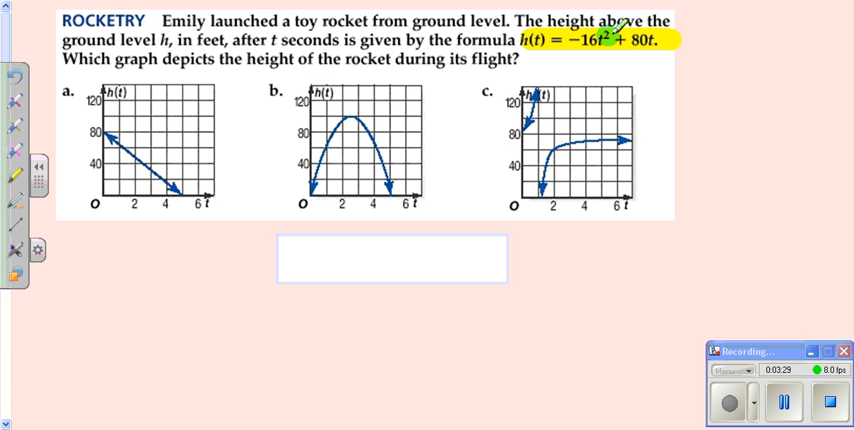 ROCKETRY Emily launched a toy rocket from ground level. The height above the
ground level h, in feet, after t seconds is given by the formula h(t) = −16t² + 80t.
Which graph depicts the height of the rocket during its flight?
a.
h(t)
120
80
40
O 2 4 6 t
b.
h(t)
120
80
40
O 2 4 6 t
c.
h(t)
120
80
40
O 2 4 6 t
Recording...
0:03:29
8.0 fps